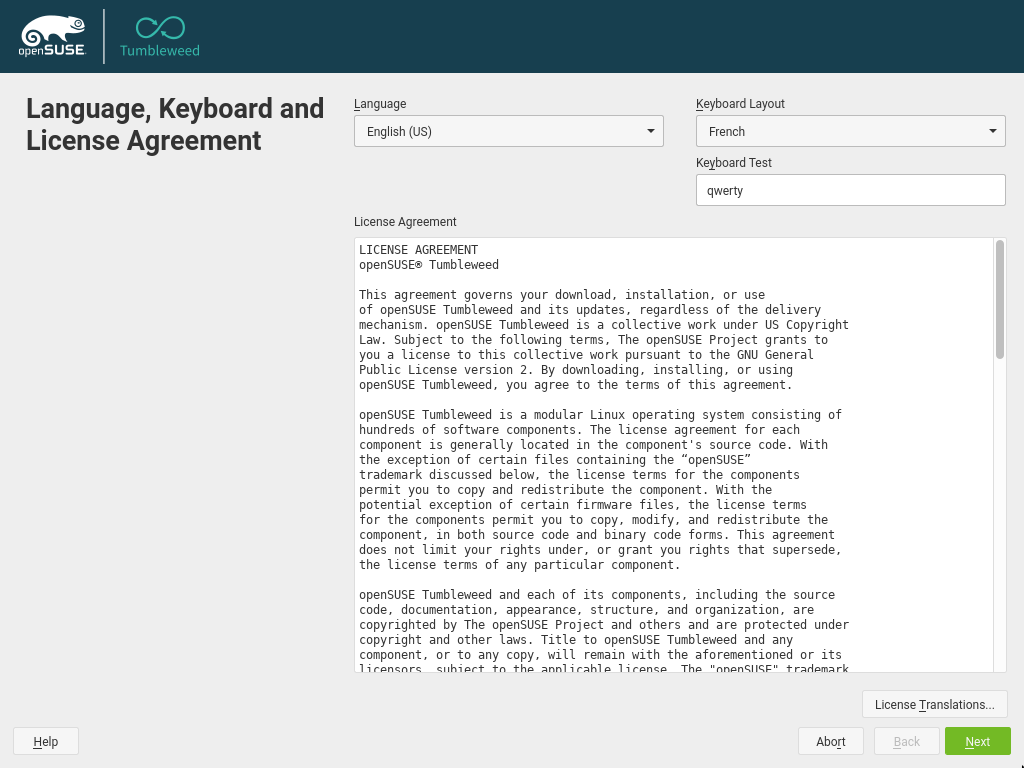 openSUSE
Tumbleweed
Language, Keyboard and
License Agreement
Language
English (US)
Keyboard Layout
French
Keyboard Test
qwerty
License Agreement
LICENSE AGREEMENT
openSUSE® Tumbleweed
This agreement governs your download, installation, or use
of openSUSE Tumbleweed and its updates, regardless of the delivery
mechanism. openSUSE Tumbleweed is a collective work under US Copyright
Law. Subject to the following terms, The openSUSE Project grants to
you a license to this collective work pursuant to the GNU General
Public License version 2. By downloading, installing, or using
openSUSE Tumbleweed, you agree to the terms of this agreement.
openSUSE Tumbleweed is a modular Linux operating system consisting of
hundreds of software components. The license agreement for each
component is generally located in the component's source code. With
the exception of certain files containing the “openSUSE”
trademark discussed below, the license terms for the components
permit you to copy and redistribute the component. With the
potential exception of certain firmware files, the license terms
for the components permit you to copy, modify, and redistribute the
component, in both source code and binary code forms. This agreement
does not limit your rights under, or grant you rights that supersede,
the license terms of any particular component.
openSUSE Tumbleweed and each of its components, including the source
code, documentation, appearance, structure, and organization, are
copyrighted by The openSUSE Project and others and are protected under
copyright and other laws. Title to openSUSE Tumbleweed and any
component, or to any copy, will remain with the aforementioned or its
licensors, subject to the applicable license. The "openSUSE" trademark
License Translations...
Help
Abort
Back
Next